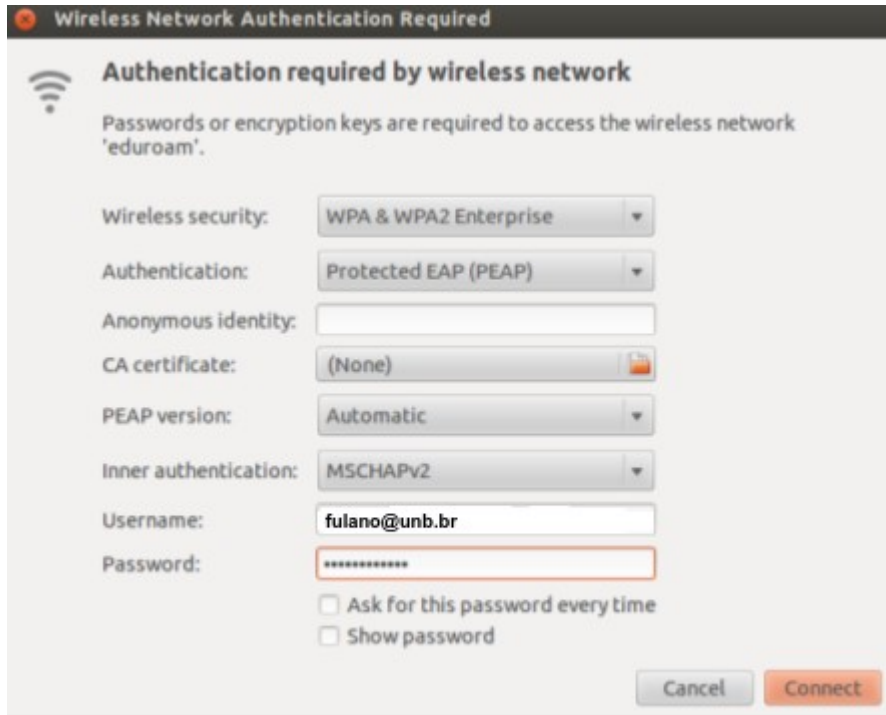 Wireless Network Authentication Required
Authentication required by wireless network
Passwords or encryption keys are required to access the wireless network
'eduroam'.
Wireless security: WPA & WPA2 Enterprise
Authentication: Protected EAP (PEAP)
Anonymous identity:
CA certificate: (None)
PEAP version: Automatic
Inner authentication: MSCHAPv2
Username: fulano@unb.br
Password: ••••••••••••
Ask for this password every time
Show password
Cancel Connect